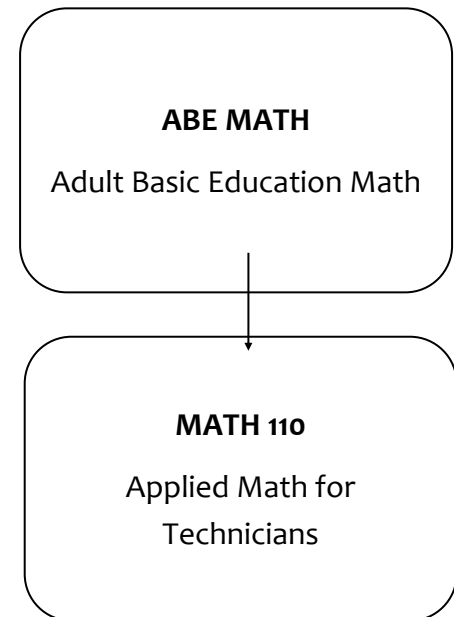 ABE MATH
Adult Basic Education Math
MATH 110
Applied Math for
Technicians